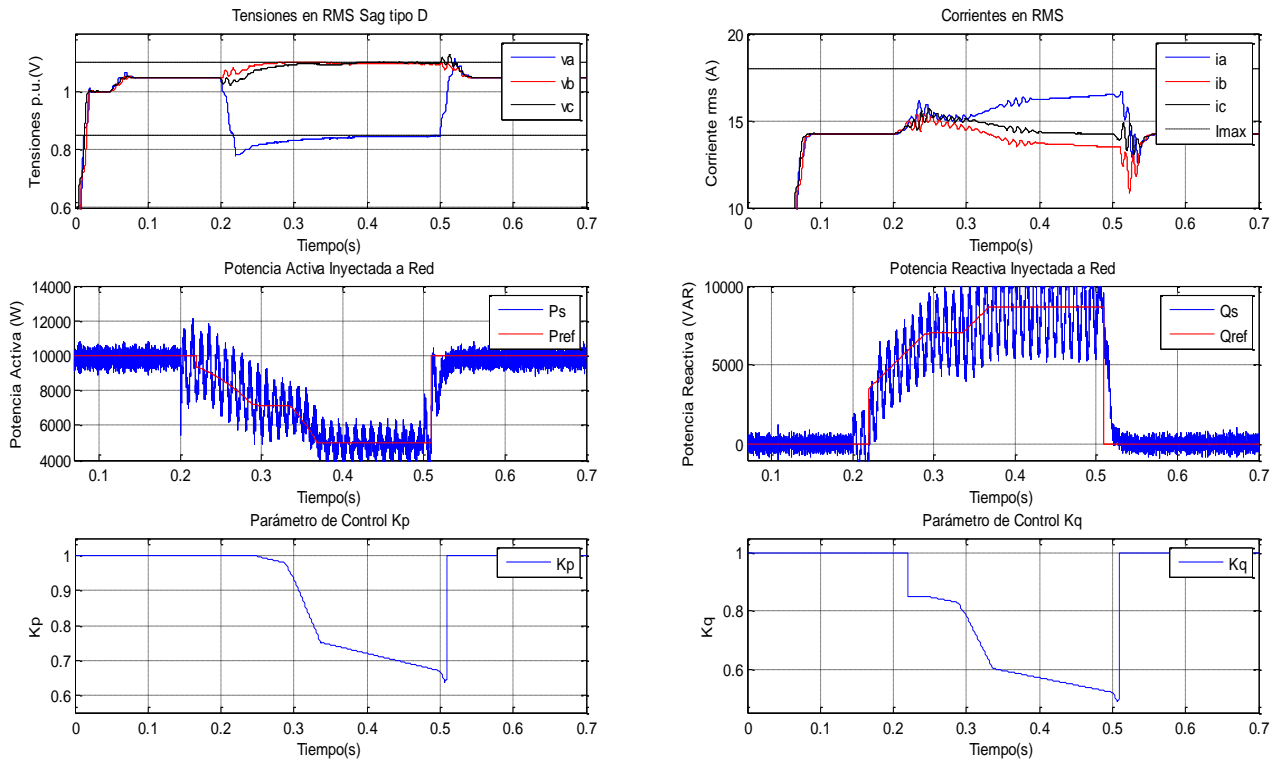 Tensiones en RMS Sag tipo D
Tensiones p.u.(V)
1
0.8
0.6
0 0.1 0.2 0.3 0.4 0.5 0.6 0.7
Tiempo(s)
va
vb
vc
Corrientes en RMS
Corriente rms (A)
20
15
10
0 0.1 0.2 0.3 0.4 0.5 0.6 0.7
Tiempo(s)
ia
ib
ic
Imax
Potencia Activa Inyectada a Red
Potencia Activa (W)
14000
12000
10000
8000
6000
4000
0.1 0.2 0.3 0.4 0.5 0.6 0.7
Tiempo(s)
Ps
Pref
Potencia Reactiva Inyectada a Red
Potencia Reactiva (VAR)
10000
5000
0
0.1 0.2 0.3 0.4 0.5 0.6 0.7
Tiempo(s)
Qs
Qref
Parámetro de Control Kp
Kp
1
0.9
0.8
0.7
0.6
0 0.1 0.2 0.3 0.4 0.5 0.6 0.7
Tiempo(s)
Kp
Parámetro de Control Kq
Kq
1
0.8
0.6
0 0.1 0.2 0.3 0.4 0.5 0.6 0.7
Tiempo(s)
Kq